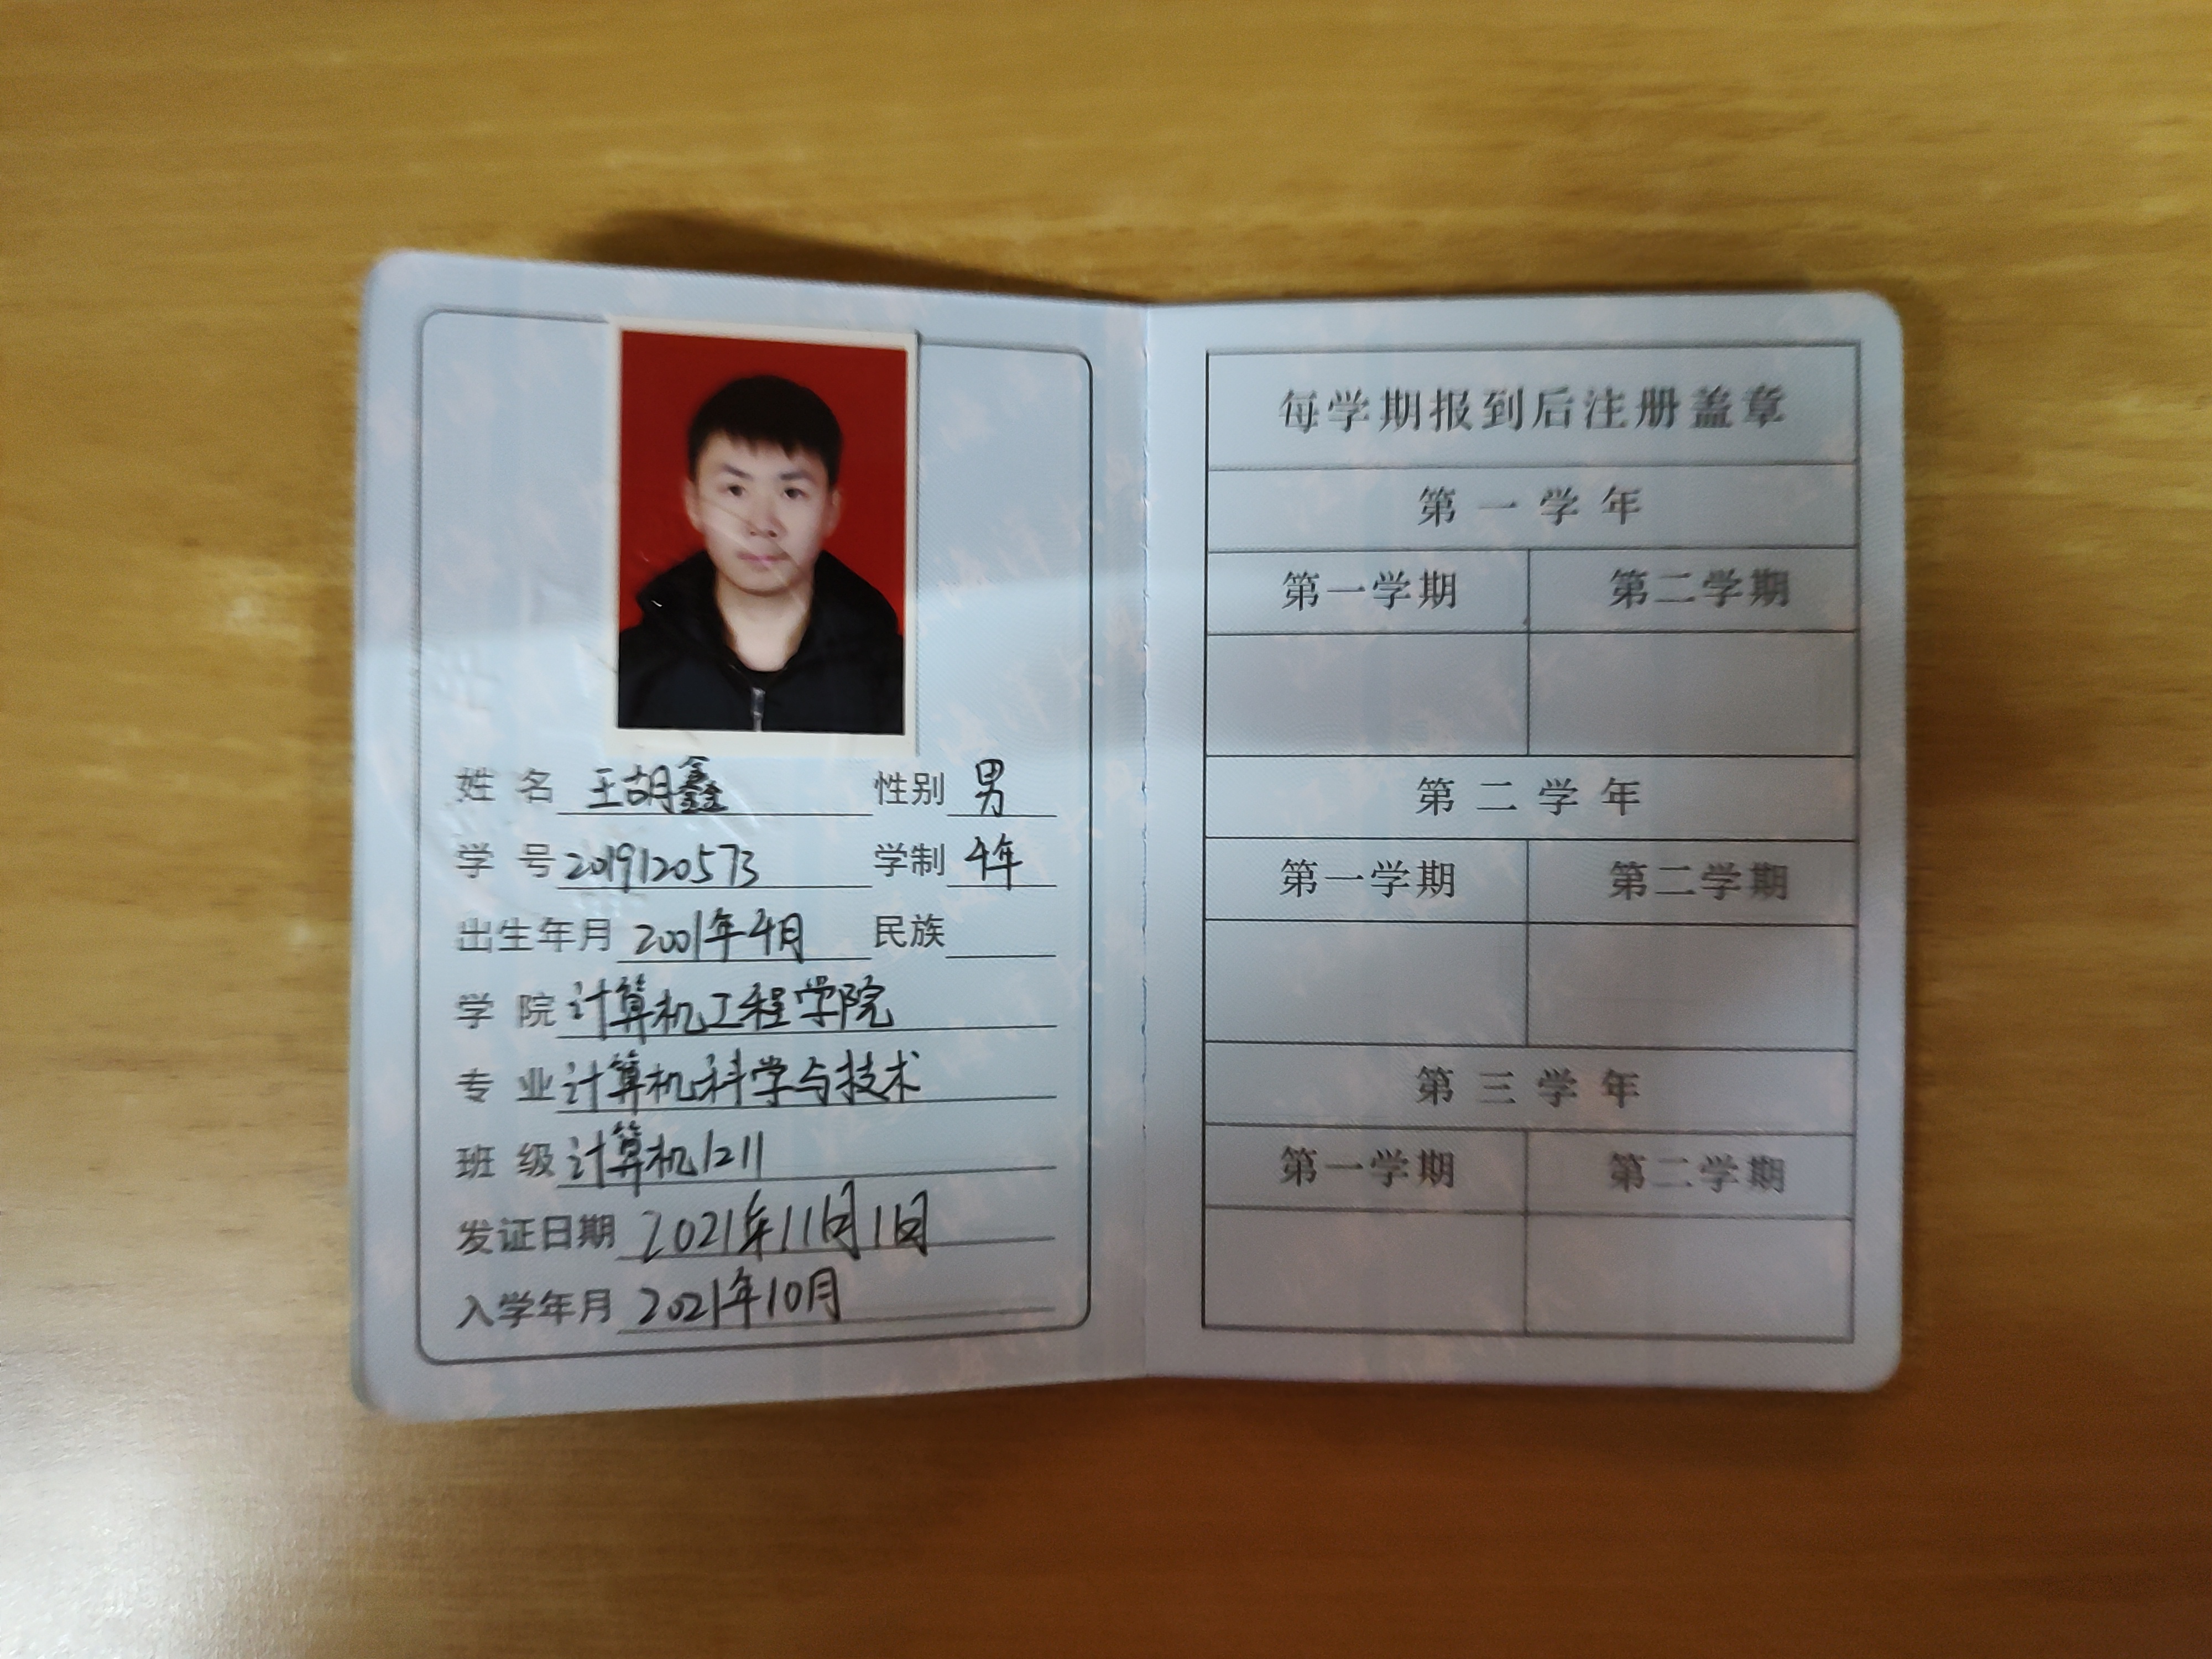 姓名 王胡鑫 性别 男
学号 2019120573 学制 4年
出生年月 2001年4月 民族
学院 计算机工程学院
专业 计算机科学与技术
班级 计算机1211
发证日期 2021年11月1日
入学年月 2021年10月
每学期报到后注册盖章
第一学年
第一学期 第二学期
第二学年
第一学期 第二学期
第三学年
第一学期 第二学期